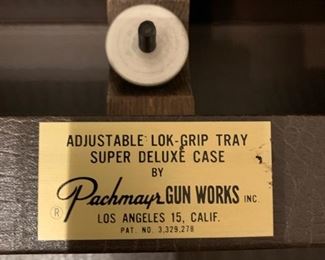 ADJUSTABLE LOK-GRIP TRAY
SUPER DELUXE CASE
BY
Pachmayr GUN WORKS INC.
®
LOS ANGELES 15, CALIF.
PAT. NO. 3,329,278